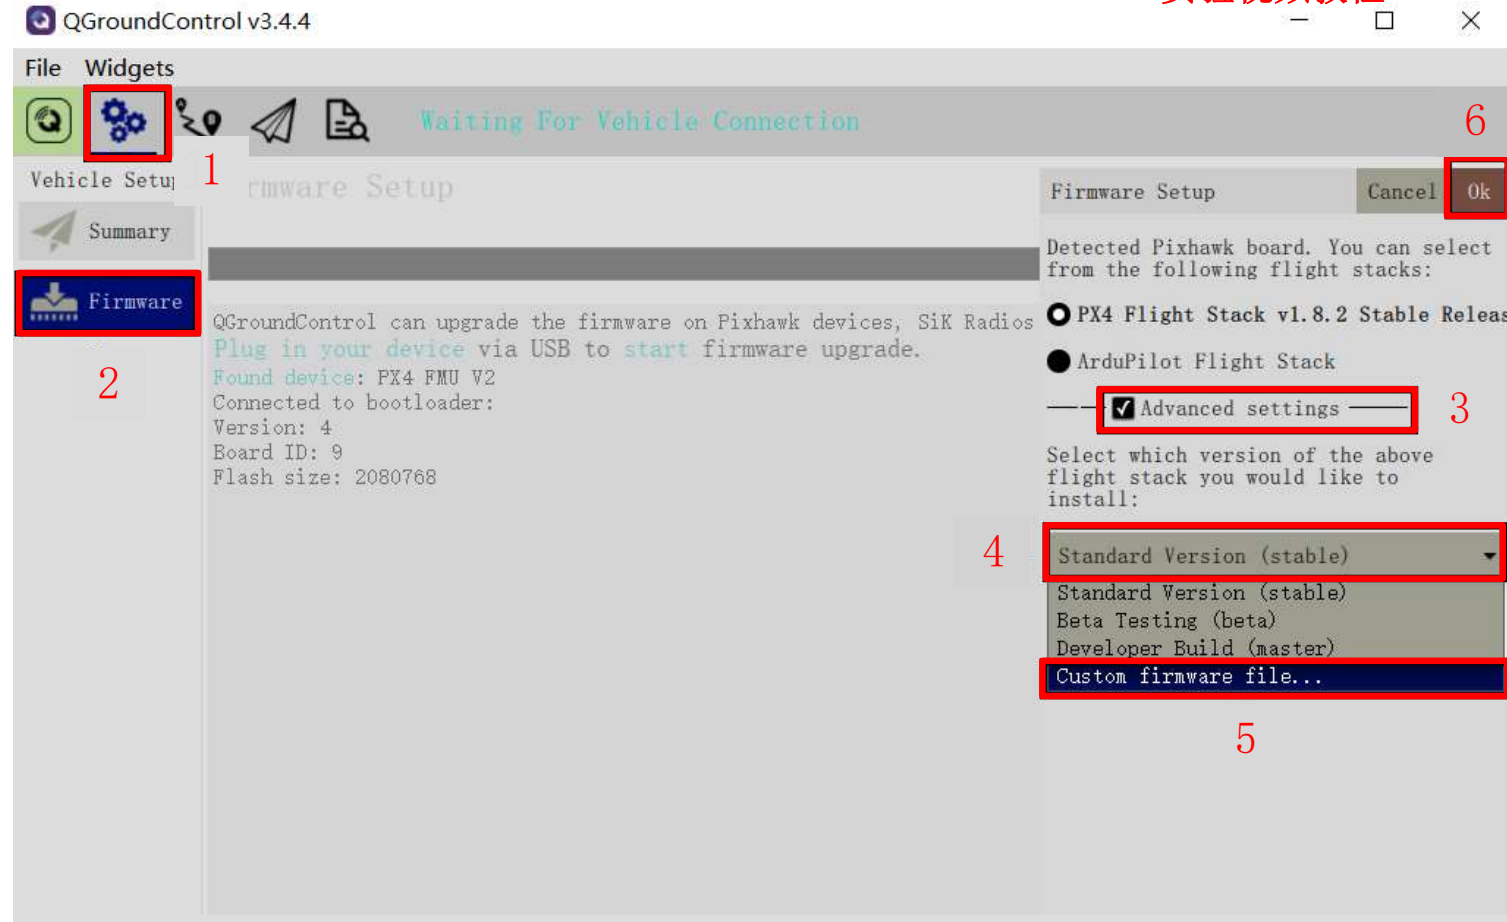 QGroundControl v3.4.4
File Widgets
Waiting For Vehicle Connection
6
1
Vehicle Setup
rmware Setup
Firmware Setup
Cancel
Ok
Summary
Detected Pixhawk board. You can select
from the following flight stacks:
Firmware
2
QGroundControl can upgrade the firmware on Pixhawk devices, SiK Radios
Plug in your device via USB to start firmware upgrade.
Found device: PX4 FMU V2
Connected to bootloader:
Version: 4
Board ID: 9
Flash size: 2080768
PX4 Flight Stack v1.8.2 Stable Releas
ArduPilot Flight Stack
Advanced settings
3
Select which version of the above
flight stack you would like to
install:
4
Standard Version (stable)
Standard Version (stable)
Beta Testing (beta)
Developer Build (master)
Custom firmware file...
5